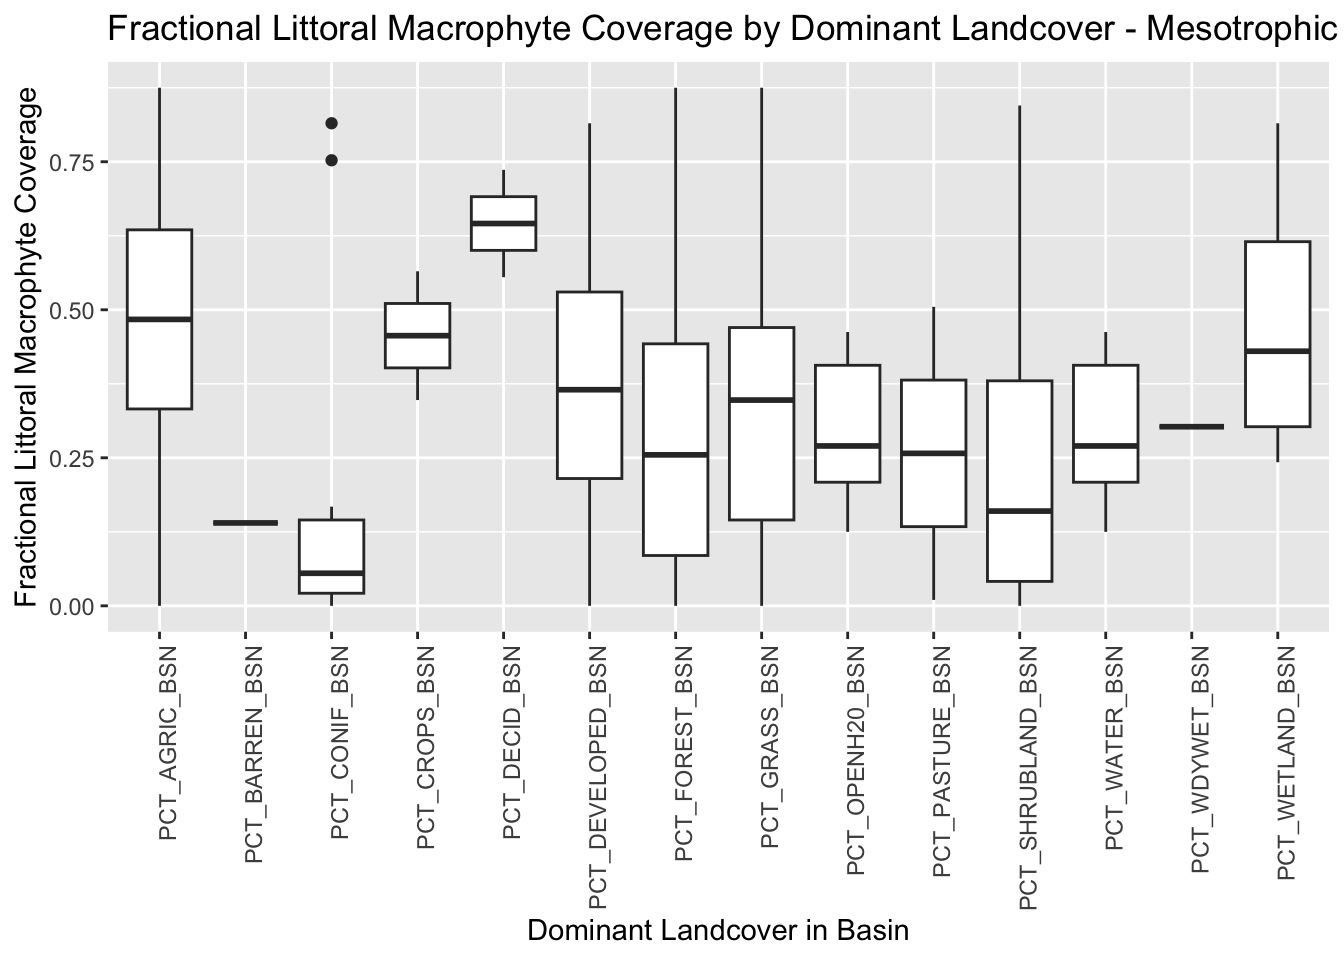 Fractional Littoral Macrophyte Coverage by Dominant Landcover - Mesotrophic
Fractional Littoral Macrophyte Coverage
0.75
0.50
0.25
0.00
PCT_AGRIC_BSN
PCT_BARREN_BSN
PCT_CONIF_BSN
PCT_CROPS_BSN
PCT_DECID_BSN
PCT_DEVELOPED_BSN
PCT_FOREST_BSN
PCT_GRASS_BSN
PCT_OPENH20_BSN
PCT_PASTURE_BSN
PCT_SHRUBLAND_BSN
PCT_WATER_BSN
PCT_WDYWET_BSN
PCT_WETLAND_BSN
Dominant Landcover in Basin